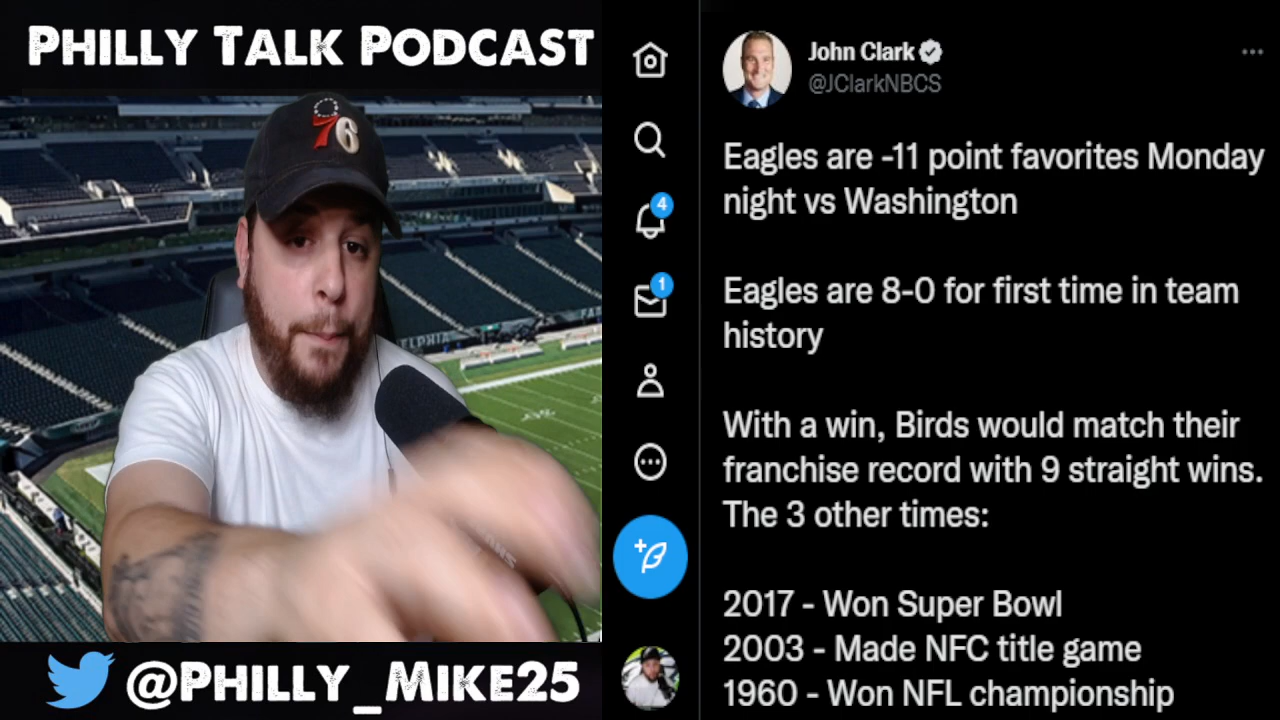 PHILLY TALK PODCAST
76
ELPHIA
@PHILLY_MIKE25
4
1
John Clark
@JClarkNBCS
Eagles are -11 point favorites Monday
night vs Washington
Eagles are 8-0 for first time in team
history
With a win, Birds would match their
franchise record with 9 straight wins.
The 3 other times:
2017 - Won Super Bowl
2003 - Made NFC title game
1960 - Won NFL championship